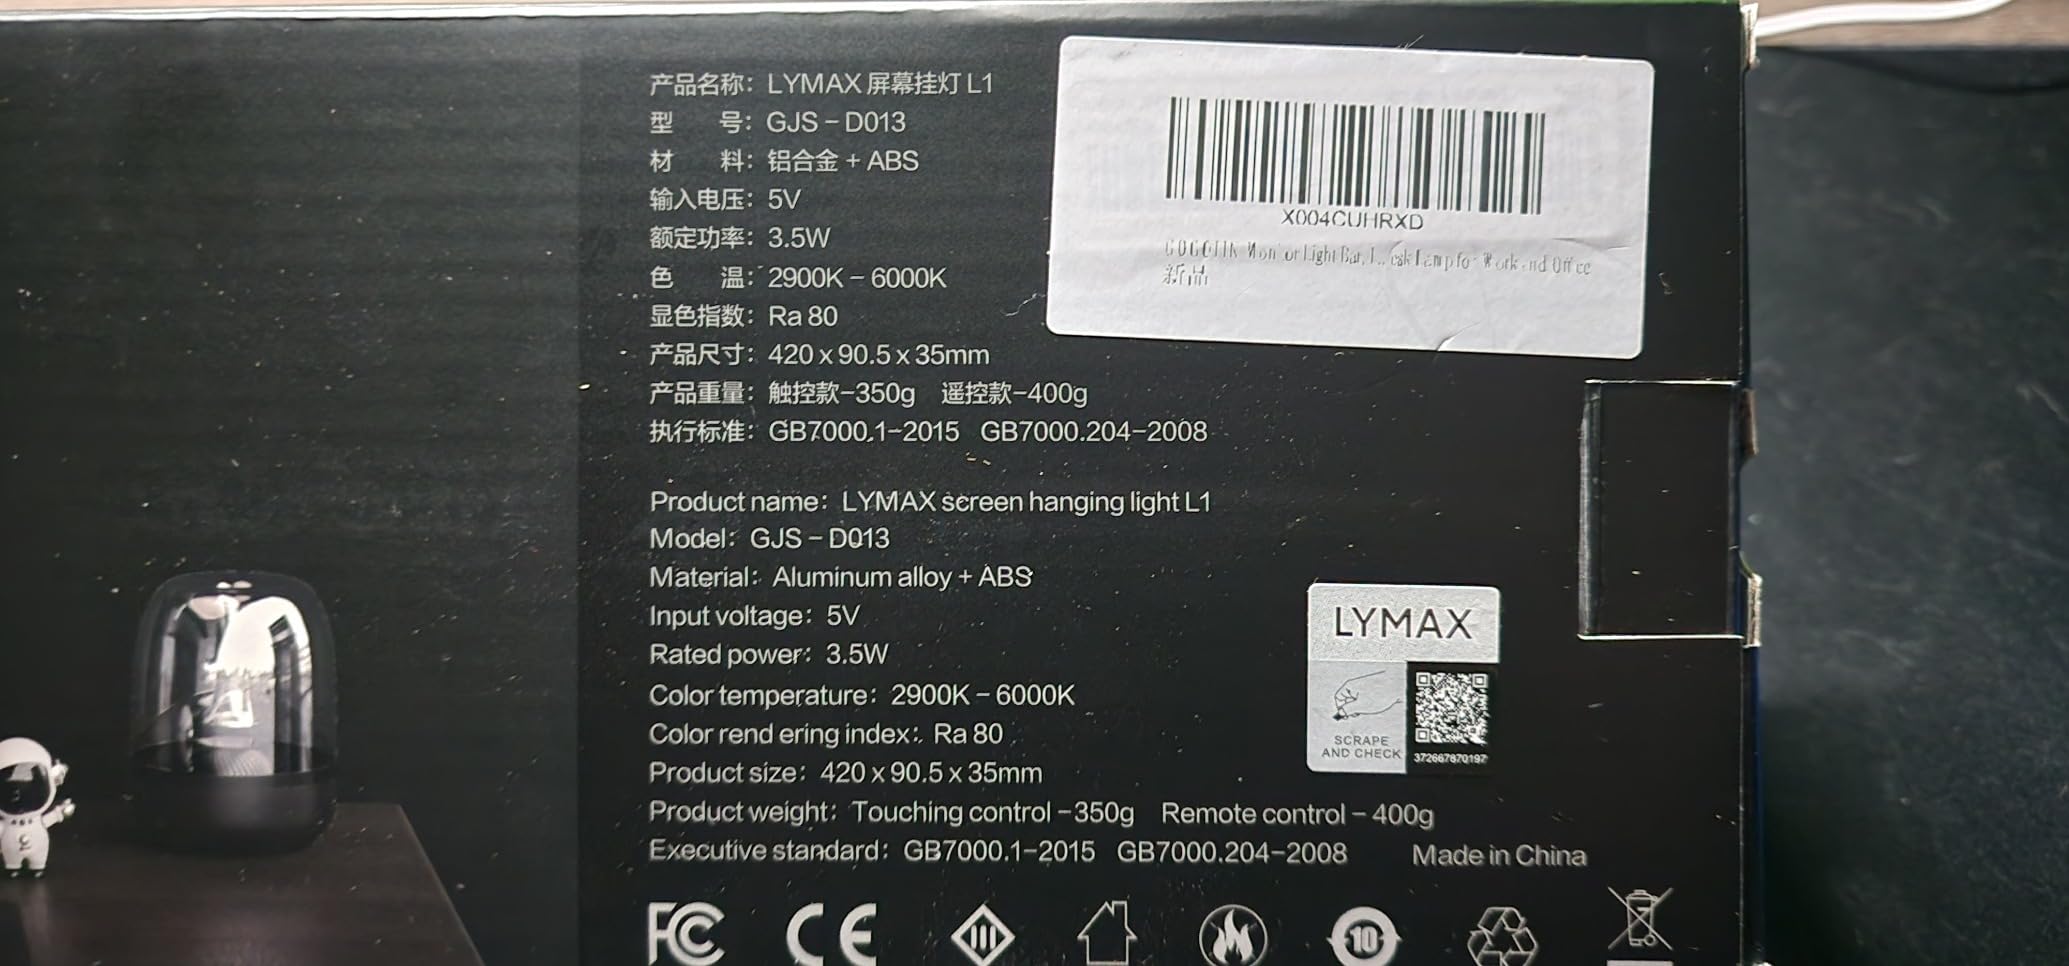 产品名称：LYMAX 屏幕挂灯 L1
型 号：GJS – D013
材 料：铝合金 + ABS
输入电压：5V
额定功率：3.5W
色 温：2900K – 6000K
显色指数：Ra 80
产品尺寸：420 x 90.5 x 35mm
产品重量：触控款–350g 遥控款–400g
执行标准：GB7000.1–2015 GB7000.204–2008
X004CUHRXD
Light Bar,
新品
Product name：LYMAX screen hanging light L1
Model：GJS – D013
Material：Aluminum alloy + ABS
Input voltage：5V
Rated power：3.5W
Color temperature：2900K – 6000K
Color rend ering index：Ra 80
Product size：420 x 90.5 x 35mm
Product weight：Touching control –350g Remote control – 400g
Executive standard：GB7000.1–2015 GB7000.204–2008 Made in China
LYMAX
SCRAPE
AND CHECK
372667870197
FC CE 10